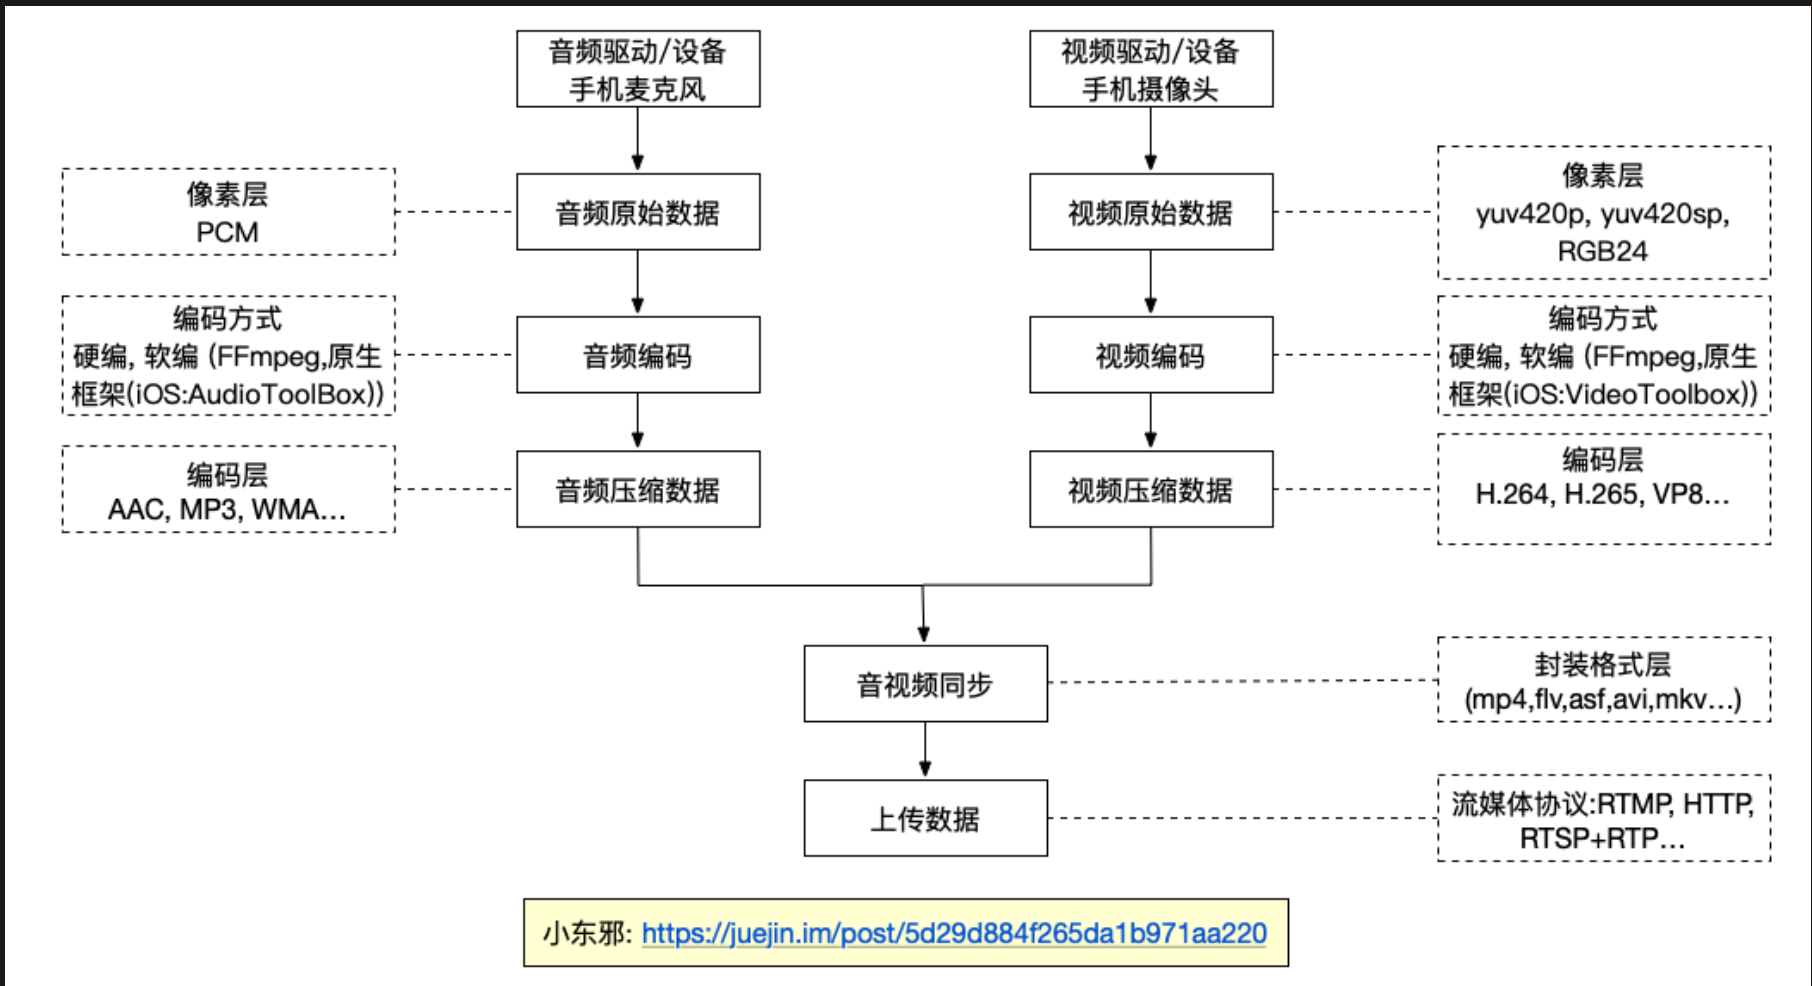 音频驱动/设备
手机麦克风
视频驱动/设备
手机摄像头
像素层
PCM
音频原始数据
视频原始数据
像素层
yuv420p, yuv420sp,
RGB24
编码方式
硬编, 软编 (FFmpeg,原生
框架(iOS:AudioToolBox))
音频编码
视频编码
编码方式
硬编, 软编 (FFmpeg,原生
框架(iOS:VideoToolbox))
编码层
AAC, MP3, WMA...
音频压缩数据
视频压缩数据
编码层
H.264, H.265, VP8...
音视频同步
封装格式层
(mp4,flv,asf,avi,mkv...)
上传数据
流媒体协议:RTMP, HTTP,
RTSP+RTP...
小东邪: https://juejin.im/post/5d29d884f265da1b971aa220